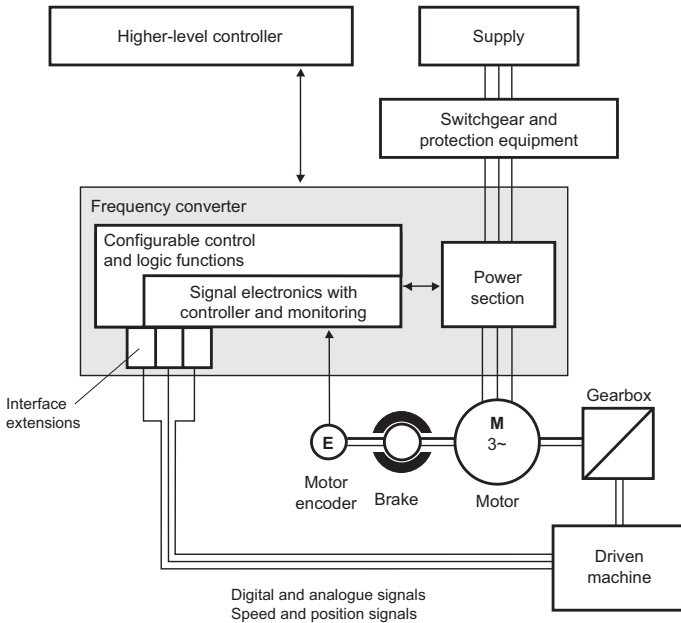 Higher-level controller
Supply
Switchgear and
protection equipment
Frequency converter
Configurable control
and logic functions
Signal electronics with
controller and monitoring
Power
section
Interface
extensions
Gearbox
M
3~
E
Motor
encoder
Brake
Motor
Driven
machine
Digital and analogue signals
Speed and position signals